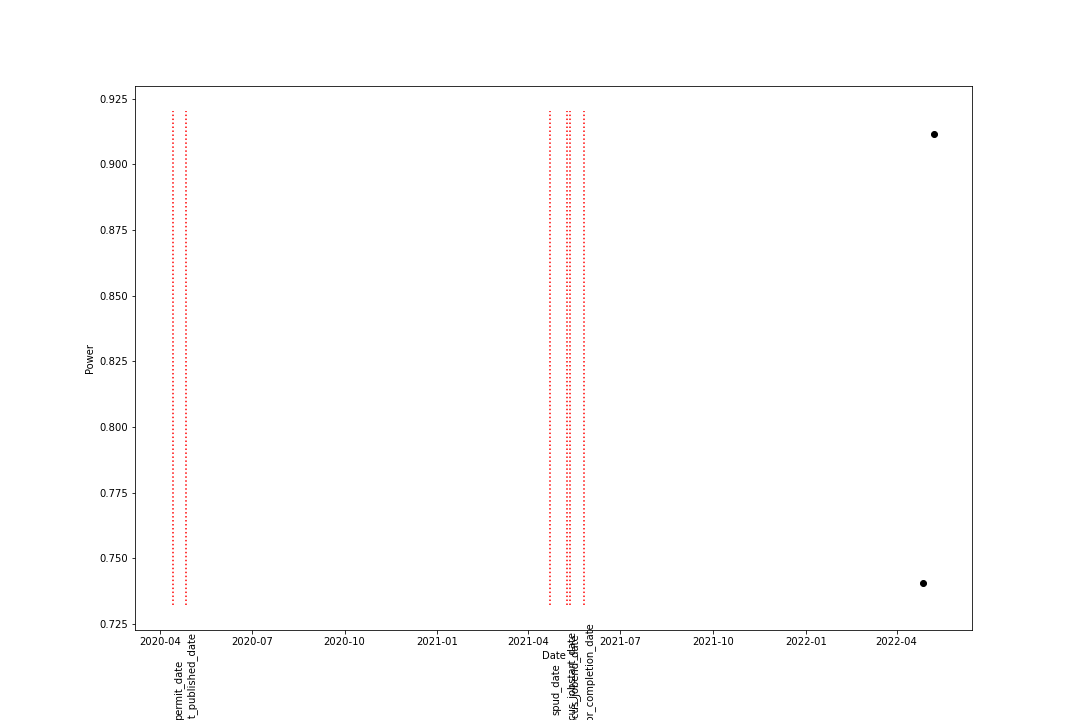 0.925
0.900
0.875
0.850
0.825
0.800
0.775
0.750
0.725
Power
2020-04 2020-07 2020-10 2021-01 2021-04 2021-07 2021-10 2022-01 2022-04
Date
permit_date
t_published_date
spud_date
cus_jobstart_date
cus_jobend_date
or_completion_date